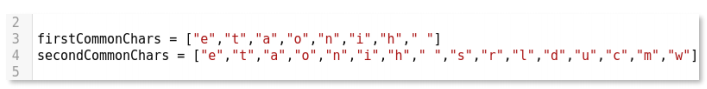 2
3 firstCommonChars = ["e","t","a","o","n","i","h"," "]
4 secondCommonChars = ["e","t","a","o","n","i","h"," ","s","r","l","d","u","c","m","w"]
5